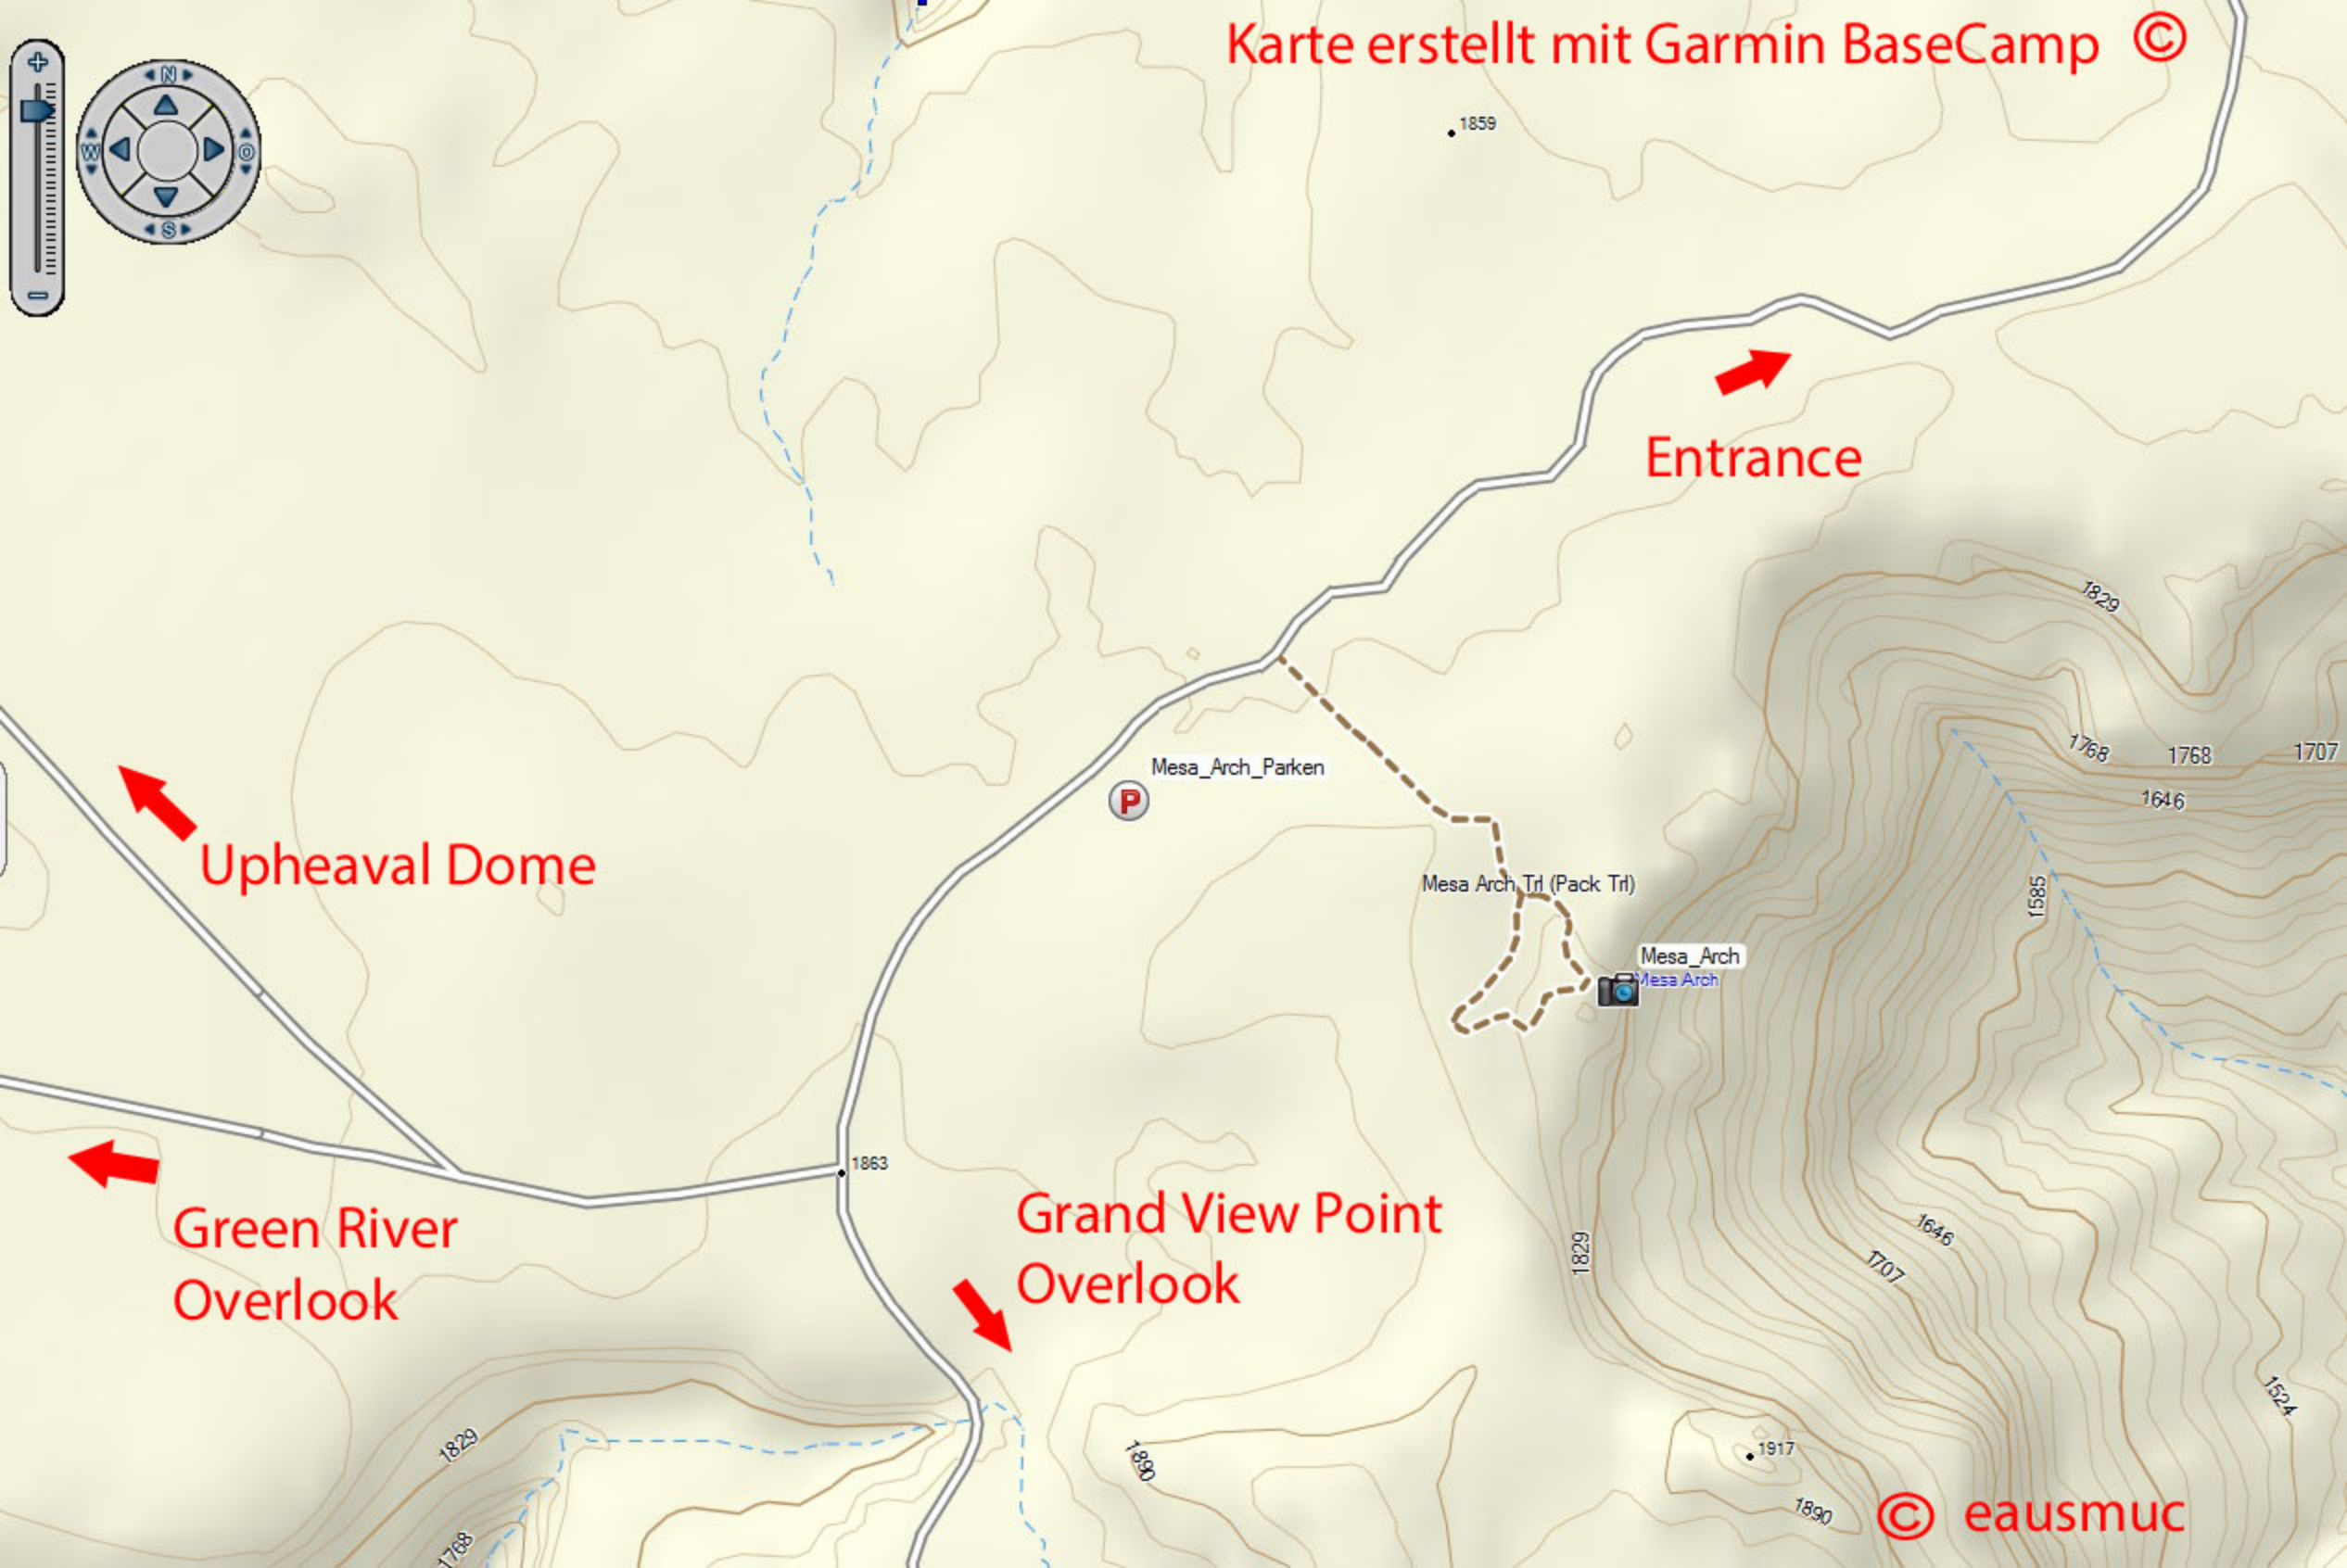 Karte erstellt mit Garmin BaseCamp ©
N
W
O
S
1859
Entrance
1829
1768
1768
1707
1646
Mesa_Arch_Parken
P
Upheaval Dome
Mesa Arch Trl (Pack Trl)
1585
Mesa_Arch
Mesa Arch
1863
Green River
Overlook
Grand View Point
Overlook
1829
1646
1707
1829
1890
1768
1917
1890
1524
© eausmuc